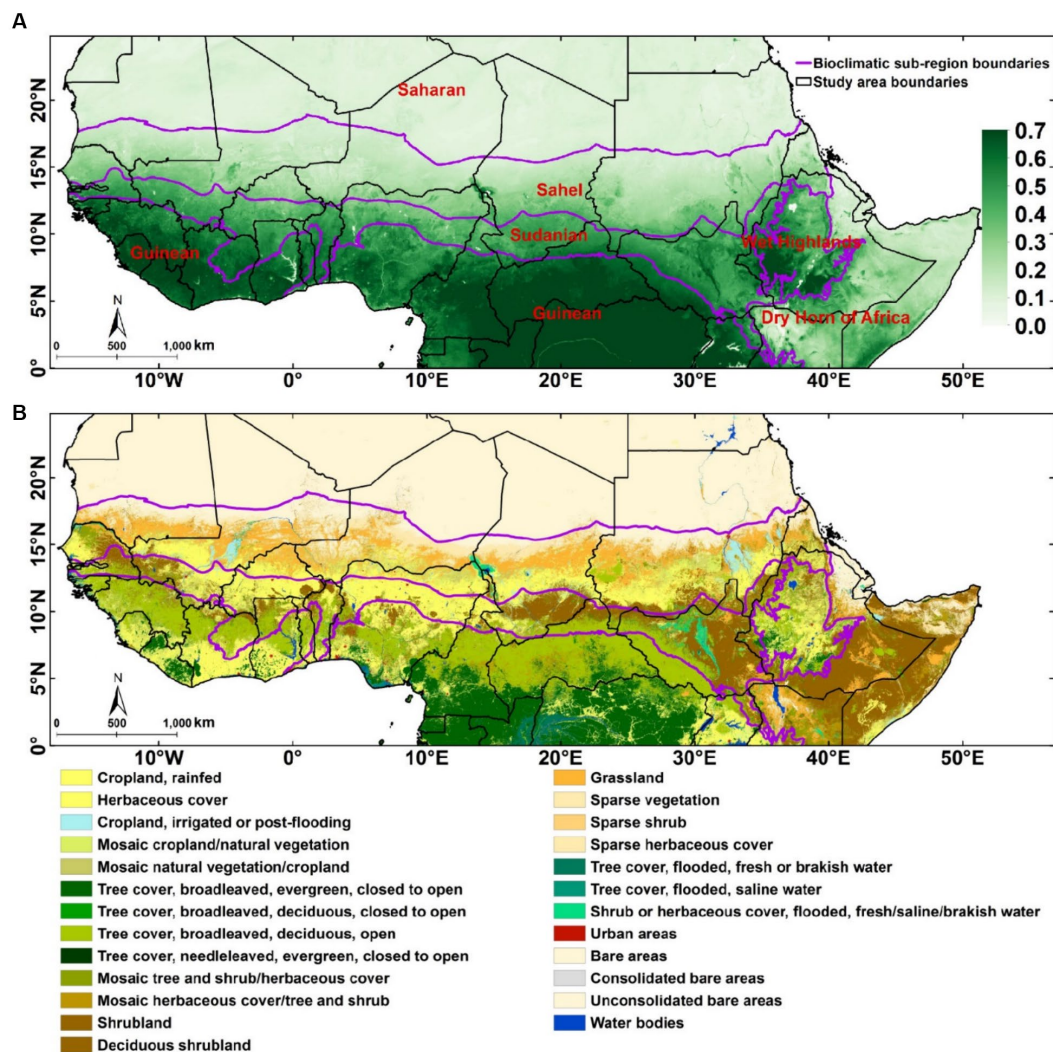 A
Bioclimatic sub-region boundaries
Study area boundaries
Saharan
Sahel
Sudanian
Guinean
Guinean
Wet Highlands
Dry Horn of Africa
0.7
0.6
0.5
0.4
0.3
0.2
0.1
0.0
20°N
15°N
10°N
5°N
0°
N
0 500 1,000 km
10°W 0° 10°E 20°E 30°E 40°E 50°E
B
20°N
15°N
10°N
5°N
0°
N
0 500 1,000 km
10°W 0° 10°E 20°E 30°E 40°E 50°E
Cropland, rainfed
Herbaceous cover
Cropland, irrigated or post-flooding
Mosaic cropland/natural vegetation
Mosaic natural vegetation/cropland
Tree cover, broadleaved, evergreen, closed to open
Tree cover, broadleaved, deciduous, closed to open
Tree cover, broadleaved, deciduous, open
Tree cover, needleleaved, evergreen, closed to open
Mosaic tree and shrub/herbaceous cover
Mosaic herbaceous cover/tree and shrub
Shrubland
Deciduous shrubland
Grassland
Sparse vegetation
Sparse shrub
Sparse herbaceous cover
Tree cover, flooded, fresh or brakish water
Tree cover, flooded, saline water
Shrub or herbaceous cover, flooded, fresh/saline/brakish water
Urban areas
Bare areas
Consolidated bare areas
Unconsolidated bare areas
Water bodies